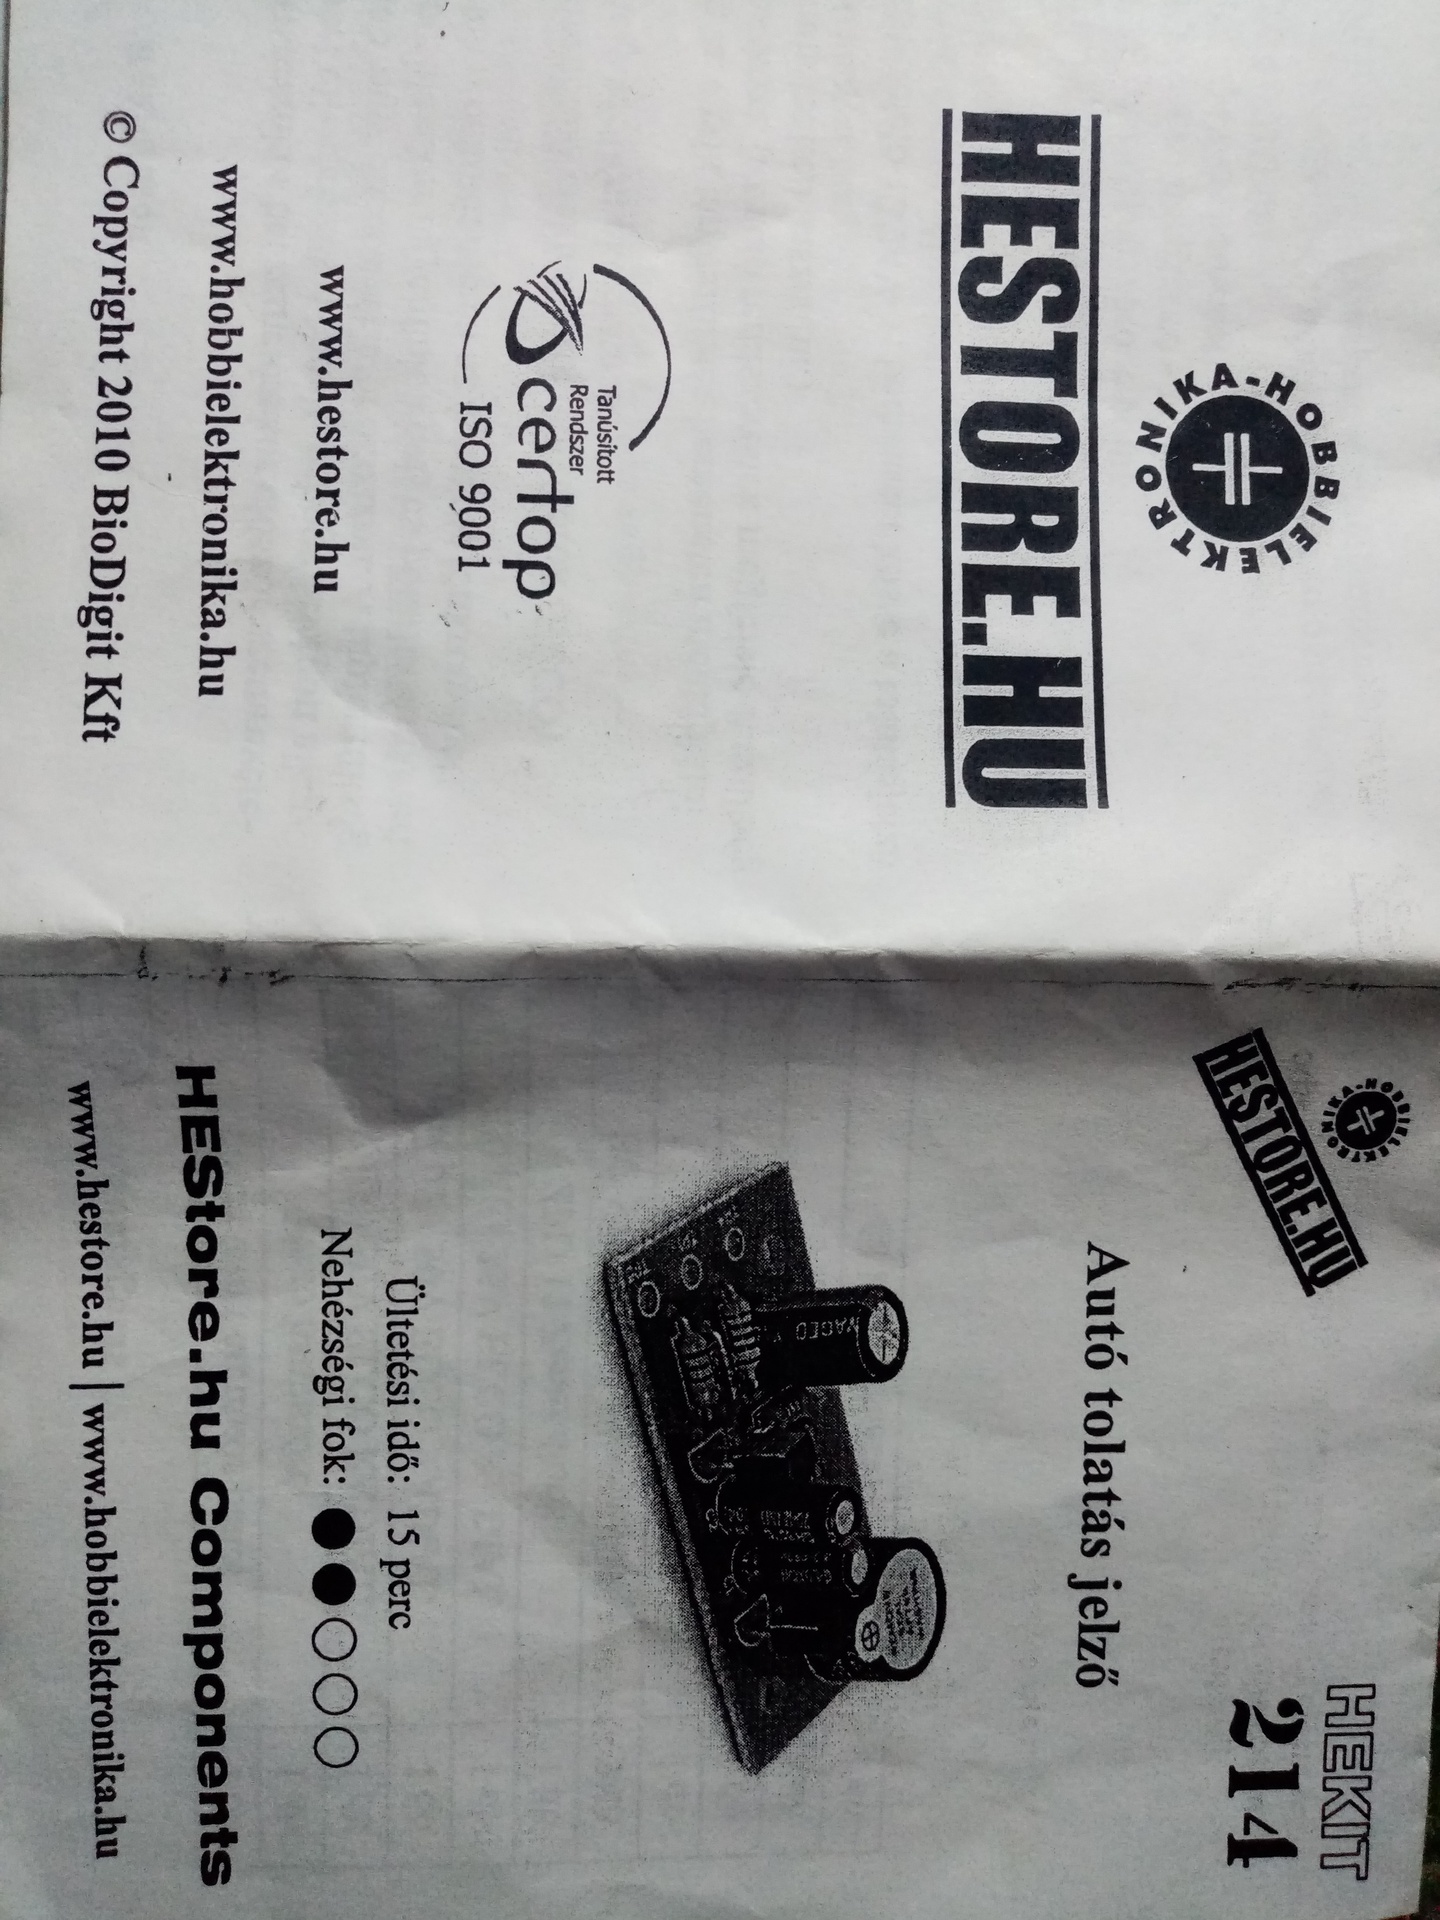 HOBBIELEKTRONIKA-
HESTORE.HU
Tanúsított
Rendszer
certop
ISO 9001
www.hestore.hu
www.hobbielektronika.hu
© Copyright 2010 BioDigit Kft
HOBBIELEKTRONIKA-
HESTORE.HU
HEKIT
214
Autó tolatás jelző
Ültetési idő: 15 perc
Nehézségi fok:
HEStore.hu Components
www.hestore.hu | www.hobbielektronika.hu